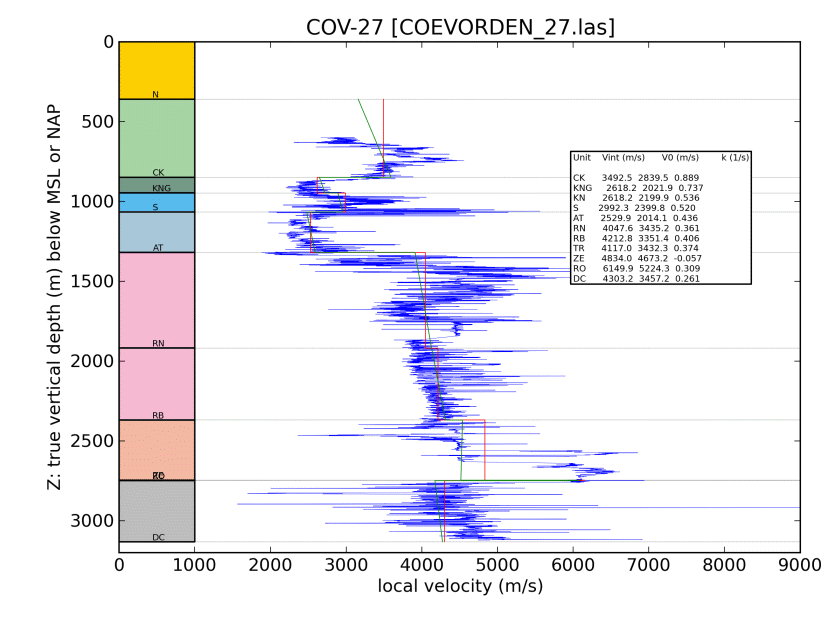 COV-27 [COEVORDEN_27.las]
Z: true vertical depth (m) below MSL or NAP
0
500
1000
1500
2000
2500
3000
N
CK
KNG
S
AT
RN
RB
DC
Unit Vint (m/s) V0 (m/s) k (1/s)
CK 3492.5 2839.5 0.889
KNG 2618.2 2021.9 0.737
KN 2618.2 2199.9 0.536
S 2992.3 2399.8 0.520
AT 2529.9 2014.1 0.436
RN 4047.6 3435.2 0.361
RB 4212.8 3351.4 0.406
TR 4117.0 3432.3 0.374
ZE 4834.0 4673.2 -0.057
RO 6149.9 5224.3 0.309
DC 4303.2 3457.2 0.261
0 1000 2000 3000 4000 5000 6000 7000 8000 9000
local velocity (m/s)